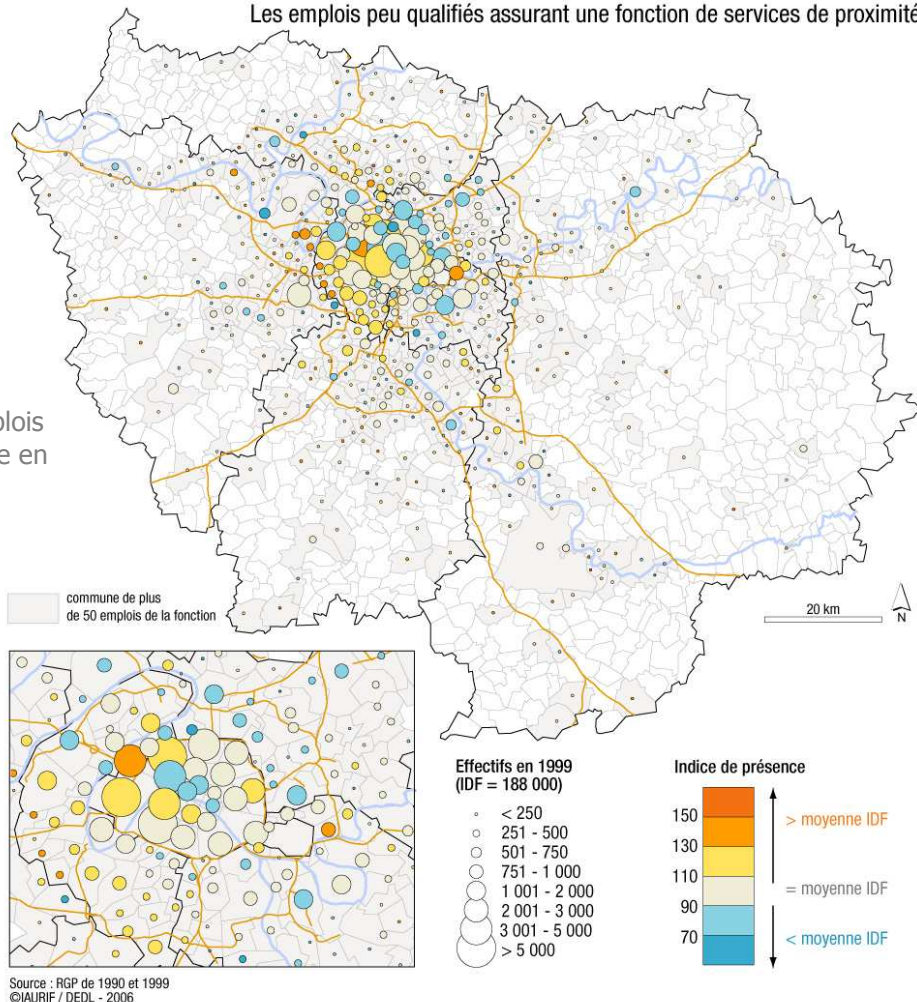 Les emplois peu qualifiés assurant une fonction de services de proximité
plois
e en
commune de plus
de 50 emplois de la fonction
20 km
N
Effectifs en 1999
(IDF = 188 000)
< 250
251 - 500
501 - 750
751 - 1 000
1 001 - 2 000
2 001 - 3 000
3 001 - 5 000
> 5 000
Indice de présence
150
130
110
90
70
> moyenne IDF
= moyenne IDF
< moyenne IDF
Source : RGP de 1990 et 1999
©IAURIF / DEDL - 2006